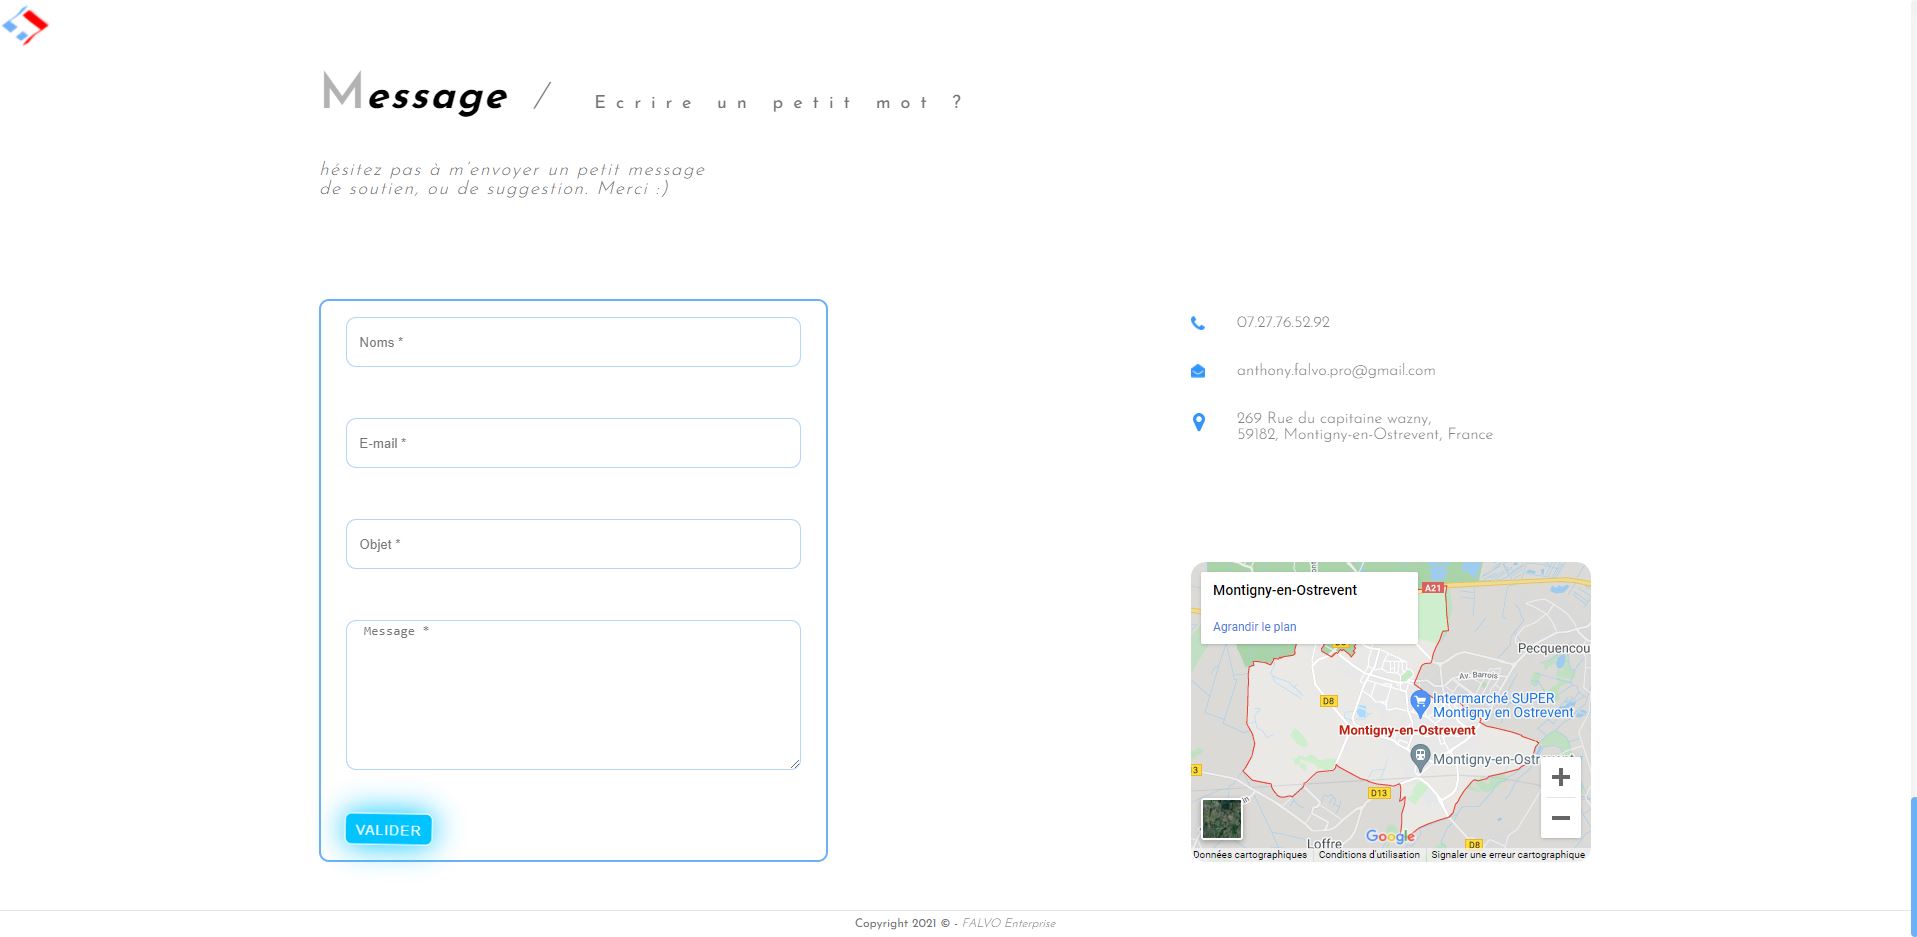 Message / Ecrire un petit mot ?
hésitez pas à m'envoyer un petit message
de soutien, ou de suggestion. Merci :)
Noms *
E-mail *
Objet *
Message *
VALIDER
07.27.76.52.92
anthony.falvo.pro@gmail.com
269 Rue du capitaine wazny,
59182, Montigny-en-Ostrevent, France
Montigny-en-Ostrevent
Agrandir le plan
A21
Pecquencou
Av. Barrois
D8
Intermarché SUPER
Montigny en Ostrevent
Montigny-en-Ostrevent
Montigny-en-Ostr
3
D13
Google
Loffre
D8
Données cartographiques
Conditions d'utilisation
Signaler une erreur cartographique
Copyright 2021 © - FALVO Enterprise